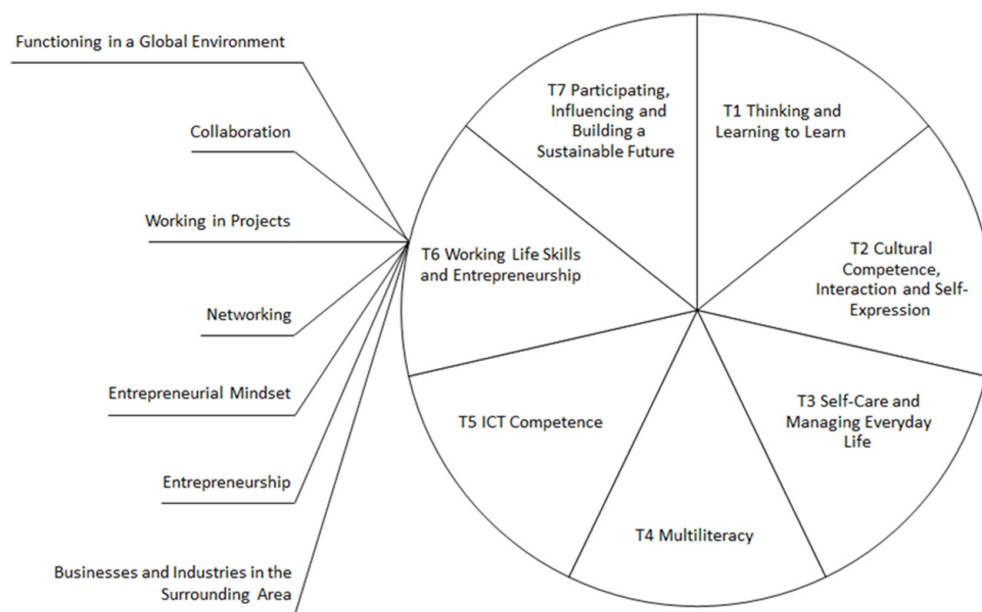 Functioning in a Global Environment
Collaboration
Working in Projects
Networking
Entrepreneurial Mindset
Entrepreneurship
Businesses and Industries in the
Surrounding Area
T7 Participating,
Influencing and
Building a
Sustainable Future
T1 Thinking and
Learning to Learn
T6 Working Life Skills
and Entrepreneurship
T2 Cultural
Competence,
Interaction and Self-
Expression
T5 ICT Competence
T3 Self-Care and
Managing Everyday
Life
T4 Multiliteracy